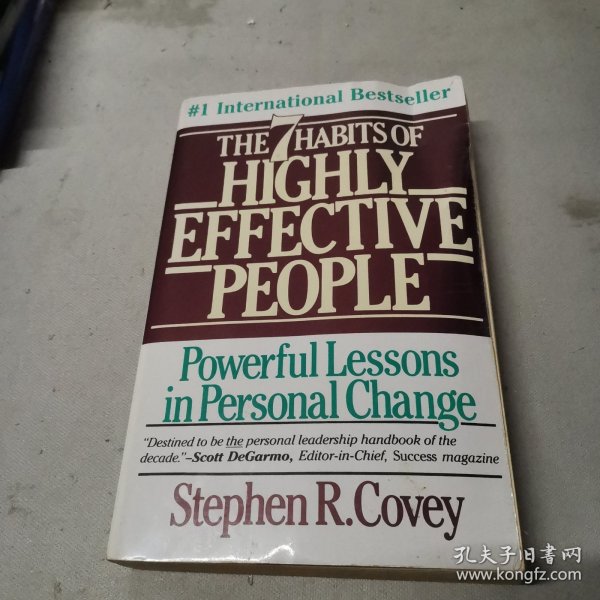 #1 International Bestseller
THE 7 HABITS OF
HIGHLY
EFFECTIVE
PEOPLE
Powerful Lessons
in Personal Change
"Destined to be the personal leadership handbook of the
decade."–Scott DeGarmo, Editor-in-Chief, Success magazine
Stephen R. Covey
孔夫子旧书网
www.kongfz.com